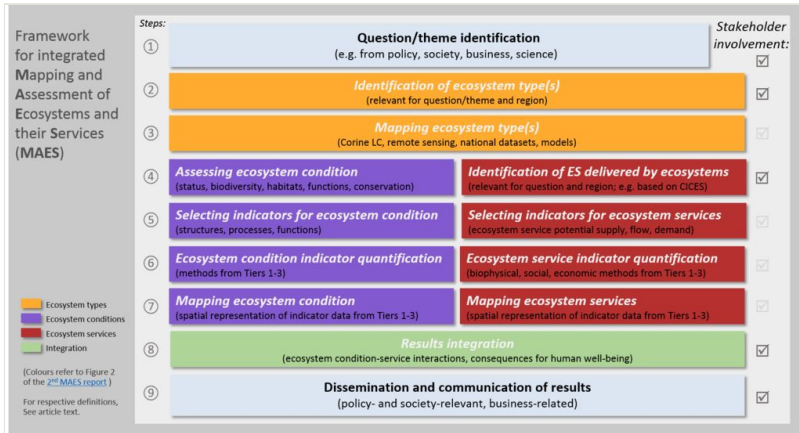 Framework
for integrated
Mapping and
Assessment of
Ecosystems and
their Services
(MAES)
Steps:
Stakeholder
involvement:
1
Question/theme identification
(e.g. from policy, society, business, science)
2
Identification of ecosystem type(s)
(relevant for question/theme and region)
3
Mapping ecosystem type(s)
(Corine LC, remote sensing, national datasets, models)
4
Assessing ecosystem condition
(status, biodiversity, habitats, functions, conservation)
Identification of ES delivered by ecosystems
(relevant for question and region; e.g. based on CICES)
5
Selecting indicators for ecosystem condition
(structures, processes, functions)
Selecting indicators for ecosystem services
(ecosystem service potential supply, flow, demand)
6
Ecosystem condition indicator quantification
(methods from Tiers 1-3)
Ecosystem service indicator quantification
(biophysical, social, economic methods from Tiers 1-3)
7
Mapping ecosystem condition
(spatial representation of indicator data from Tiers 1-3)
Mapping ecosystem services
(spatial representation of indicator data from Tiers 1-3)
8
Results integration
(ecosystem condition-service interactions, consequences for human well-being)
9
Dissemination and communication of results
(policy- and society-relevant, business-related)
Ecosystem types
Ecosystem conditions
Ecosystem services
Integration
(Colours refer to Figure 2
of the 2nd MAES report )
For respective definitions,
See article text.